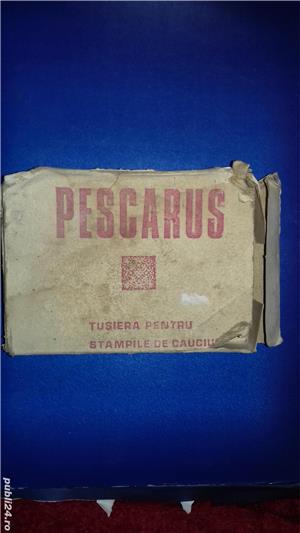 PESCARUS
TUSIERA PENTRU
STAMPILE DE CAUCIU
publi24.ro